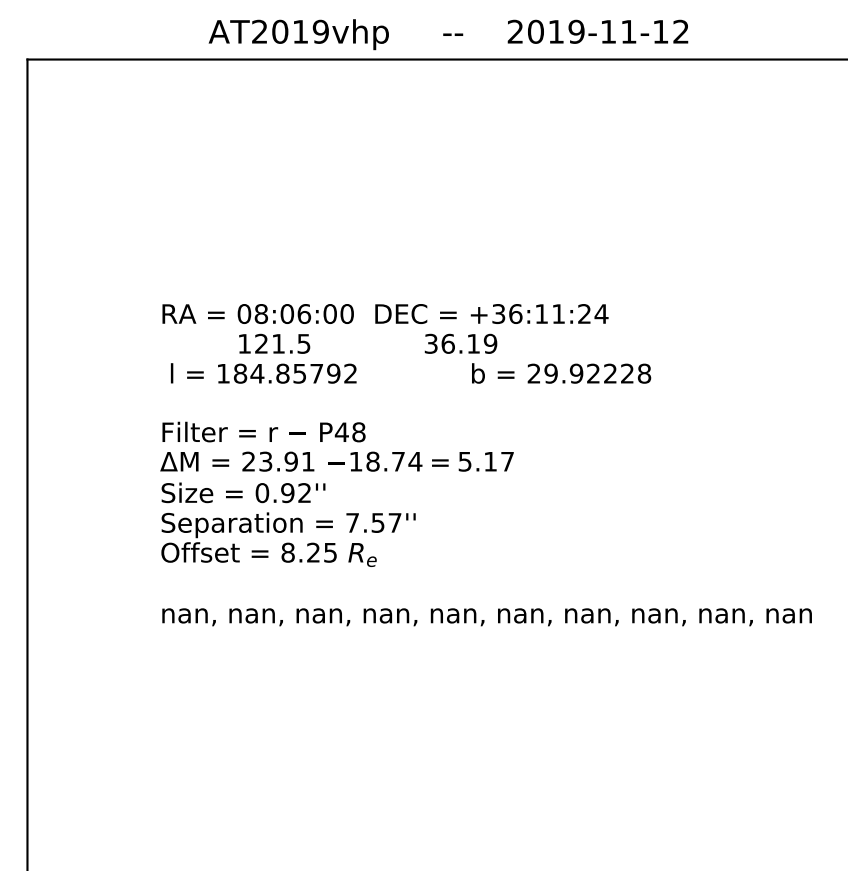 AT2019vhp -- 2019-11-12
RA = 08:06:00 DEC = +36:11:24
121.5 36.19
l = 184.85792 b = 29.92228
Filter = r − P48
ΔM = 23.91 −18.74 = 5.17
Size = 0.92''
Separation = 7.57''
Offset = 8.25 Re
nan, nan, nan, nan, nan, nan, nan, nan, nan, nan